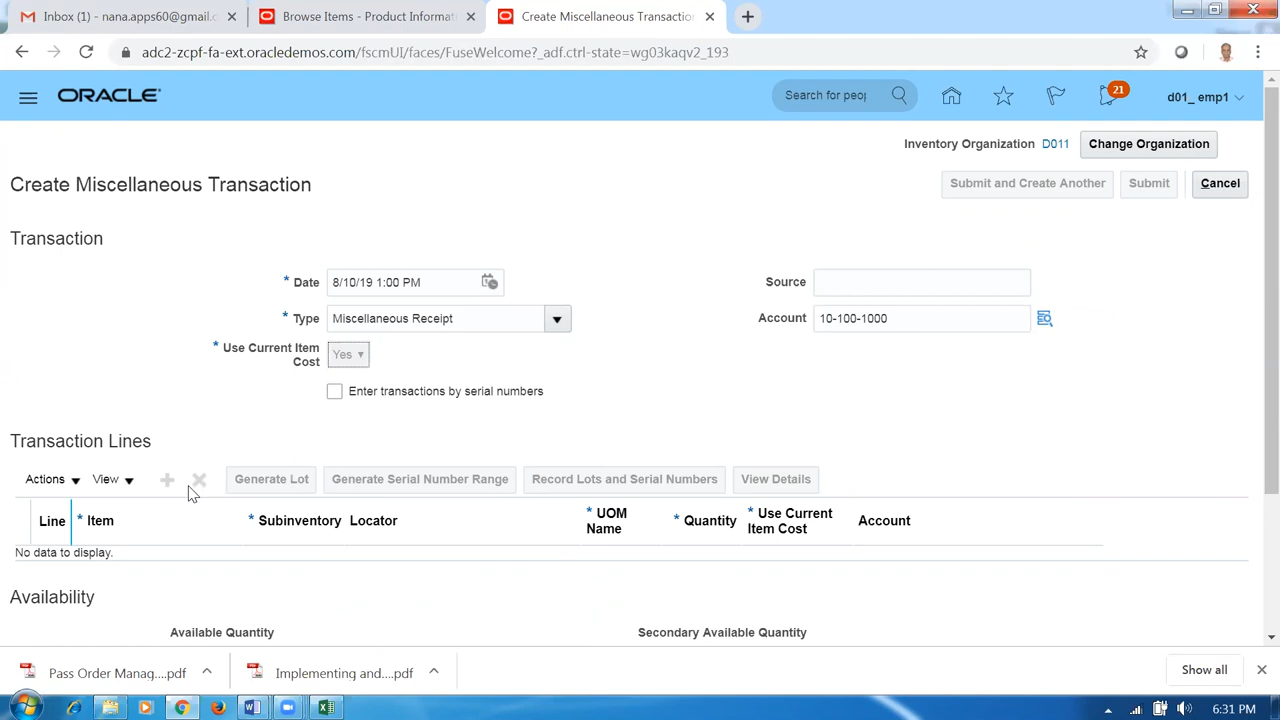 Inbox (1) - nana.apps60@gmail.c
Browse Items - Product Informati
Create Miscellaneous Transaction
adc2-zcpf-fa-ext.oracledemos.com/fscmUI/faces/FuseWelcome?_adf.ctrl-state=wg03kaqv2_193
ORACLE
Search for peop
21
d01_ emp1
Inventory Organization D011 Change Organization
Create Miscellaneous Transaction
Submit and Create Another Submit Cancel
Transaction
* Date 8/10/19 1:00 PM
Source
* Type Miscellaneous Receipt
Account 10-100-1000
* Use Current Item Cost Yes
Enter transactions by serial numbers
Transaction Lines
Actions View Generate Lot Generate Serial Number Range Record Lots and Serial Numbers View Details
Line * Item * Subinventory Locator * UOM Name * Quantity * Use Current Item Cost Account
No data to display.
Availability
Available Quantity Secondary Available Quantity
Pass Order Manag....pdf Implementing and....pdf Show all
6:31 PM